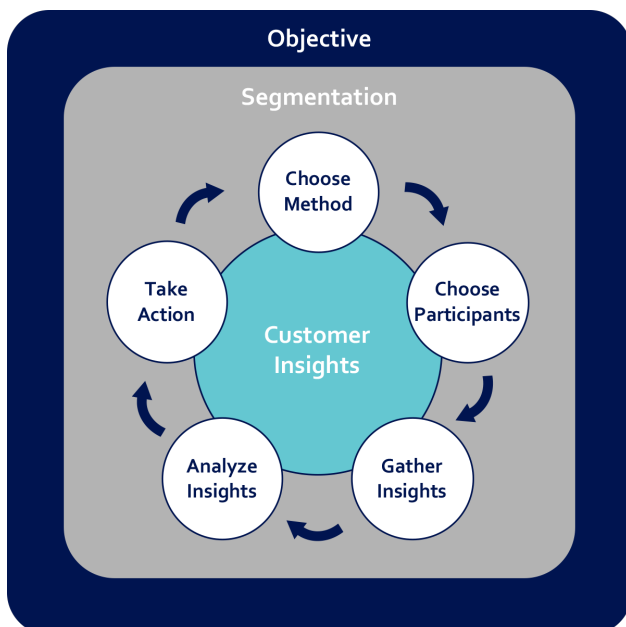 Objective
Segmentation
Choose
Method
Choose
Participants
Gather
Insights
Analyze
Insights
Take
Action
Customer
Insights